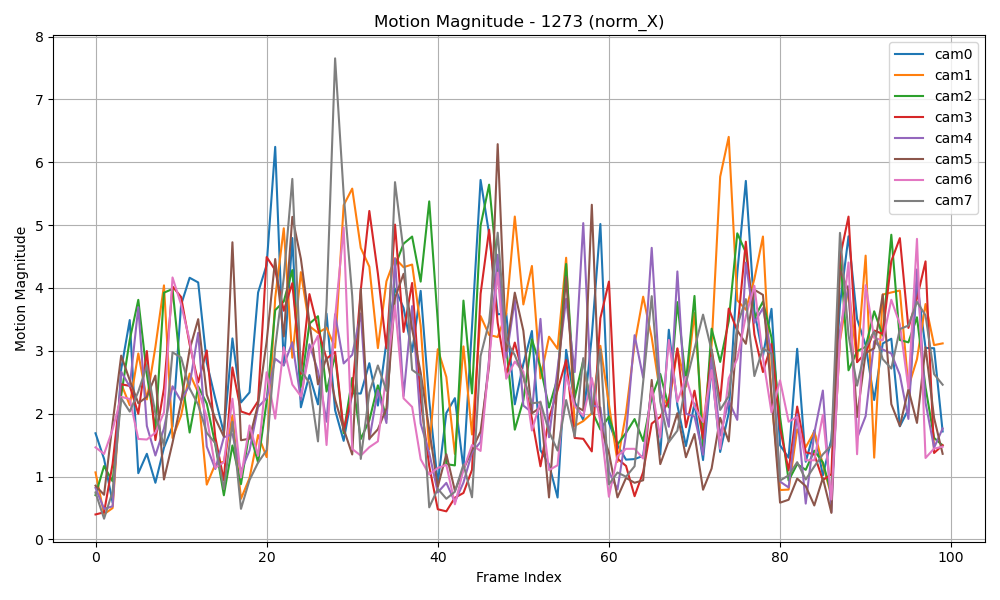 Motion Magnitude - 1273 (norm_X)
Motion Magnitude
8
7
6
5
4
3
2
1
0
0
20
40
60
80
100
Frame Index
cam0
cam1
cam2
cam3
cam4
cam5
cam6
cam7